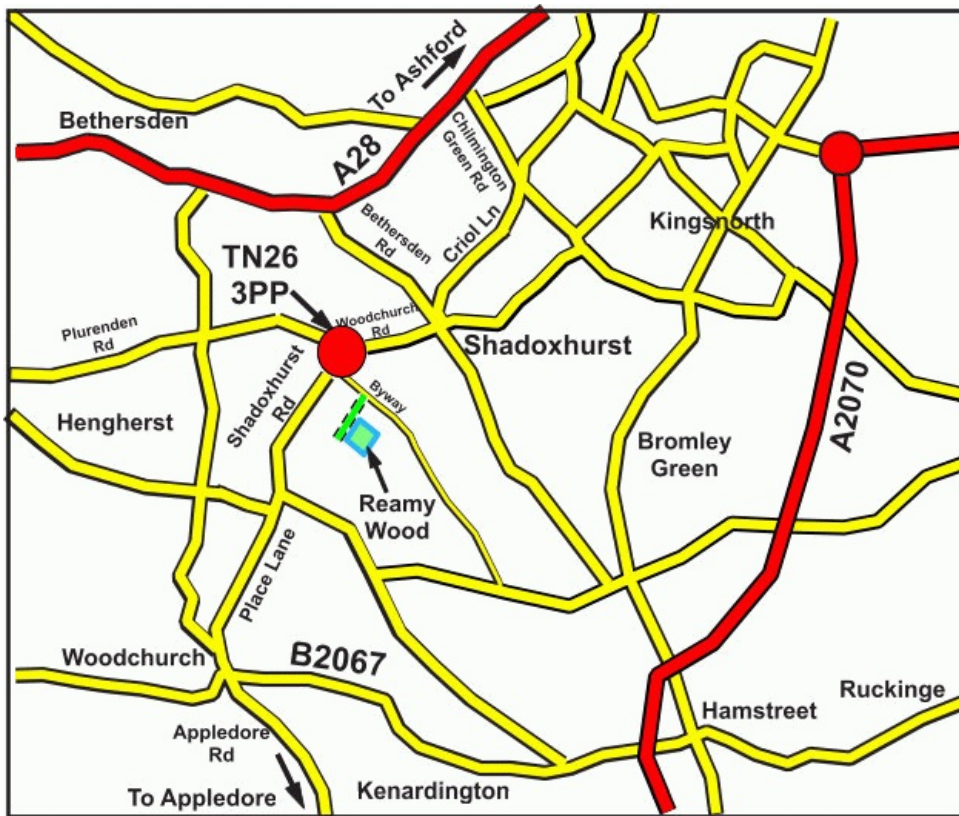 To Ashford
Bethersden
A28
Chilmington
Green Rd
Bethersden
Rd
Criol Ln
Kingsnorth
TN26
3PP
Woodchurch
Rd
Plurenden
Rd
Shadoxhurst
Shadoxhurst
Rd
Byway
A2070
Hengherst
Bromley
Green
Reamy
Wood
Place Lane
Woodchurch
B2067
Ruckinge
Hamstreet
Appledore
Rd
To Appledore
Kenardington